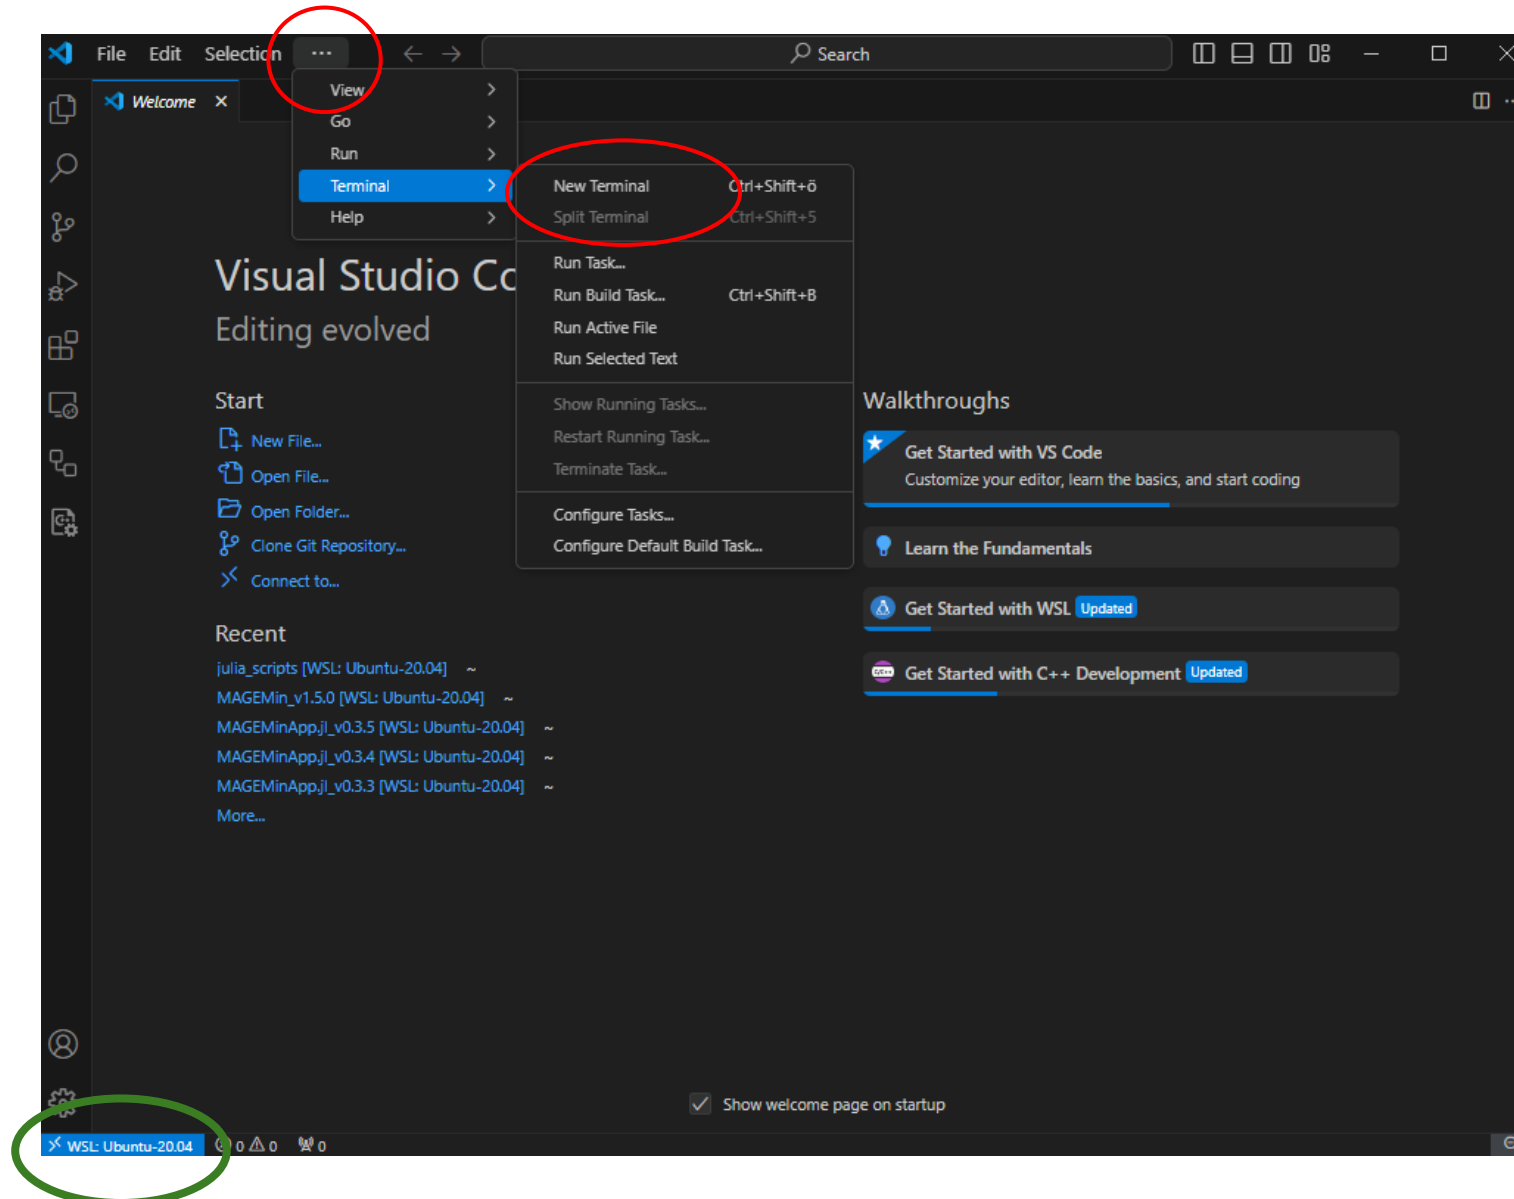 File Edit Selection ··· Search
Welcome
View
Go
Run
Terminal
Help
New Terminal Ctrl+Shift+ö
Split Terminal Ctrl+Shift+5
Run Task...
Run Build Task... Ctrl+Shift+B
Run Active File
Run Selected Text
Show Running Tasks...
Restart Running Task...
Terminate Task...
Configure Tasks...
Configure Default Build Task...
Visual Studio Co
Editing evolved
Start
New File...
Open File...
Open Folder...
Clone Git Repository...
Connect to...
Recent
julia_scripts [WSL: Ubuntu-20.04] ~
MAGEMin_v1.5.0 [WSL: Ubuntu-20.04] ~
MAGEMinApp.jl_v0.3.5 [WSL: Ubuntu-20.04] ~
MAGEMinApp.jl_v0.3.4 [WSL: Ubuntu-20.04] ~
MAGEMinApp.jl_v0.3.3 [WSL: Ubuntu-20.04] ~
More...
Walkthroughs
Get Started with VS Code
Customize your editor, learn the basics, and start coding
Learn the Fundamentals
Get Started with WSL Updated
Get Started with C++ Development Updated
Show welcome page on startup
WSL: Ubuntu-20.04 0 0 0